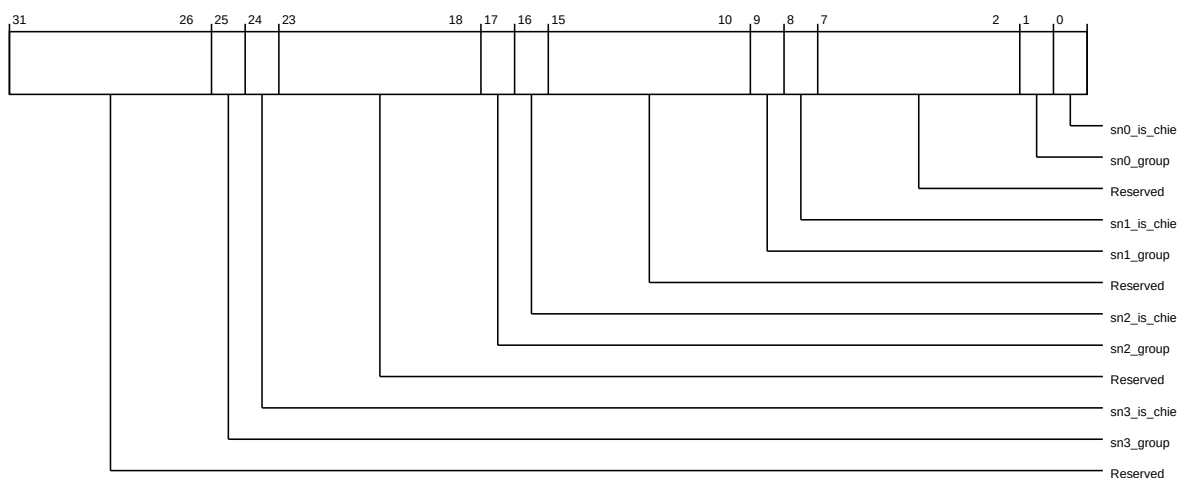 31 26 25 24 23 18 17 16 15 10 9 8 7 2 1 0
sn0_is_chie
sn0_group
Reserved
sn1_is_chie
sn1_group
Reserved
sn2_is_chie
sn2_group
Reserved
sn3_is_chie
sn3_group
Reserved